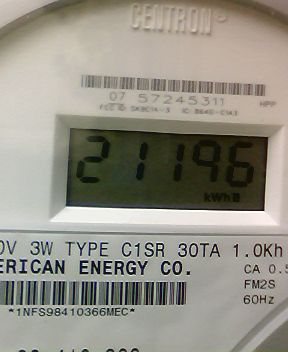 CENTRON
07 57245311
HPP
21196
kWh
0V 3W TYPE C1SR 30TA 1.0Kh
ERICAN ENERGY CO.
CA 0.5
FM2S
*1NFS98410366MEC*
60Hz